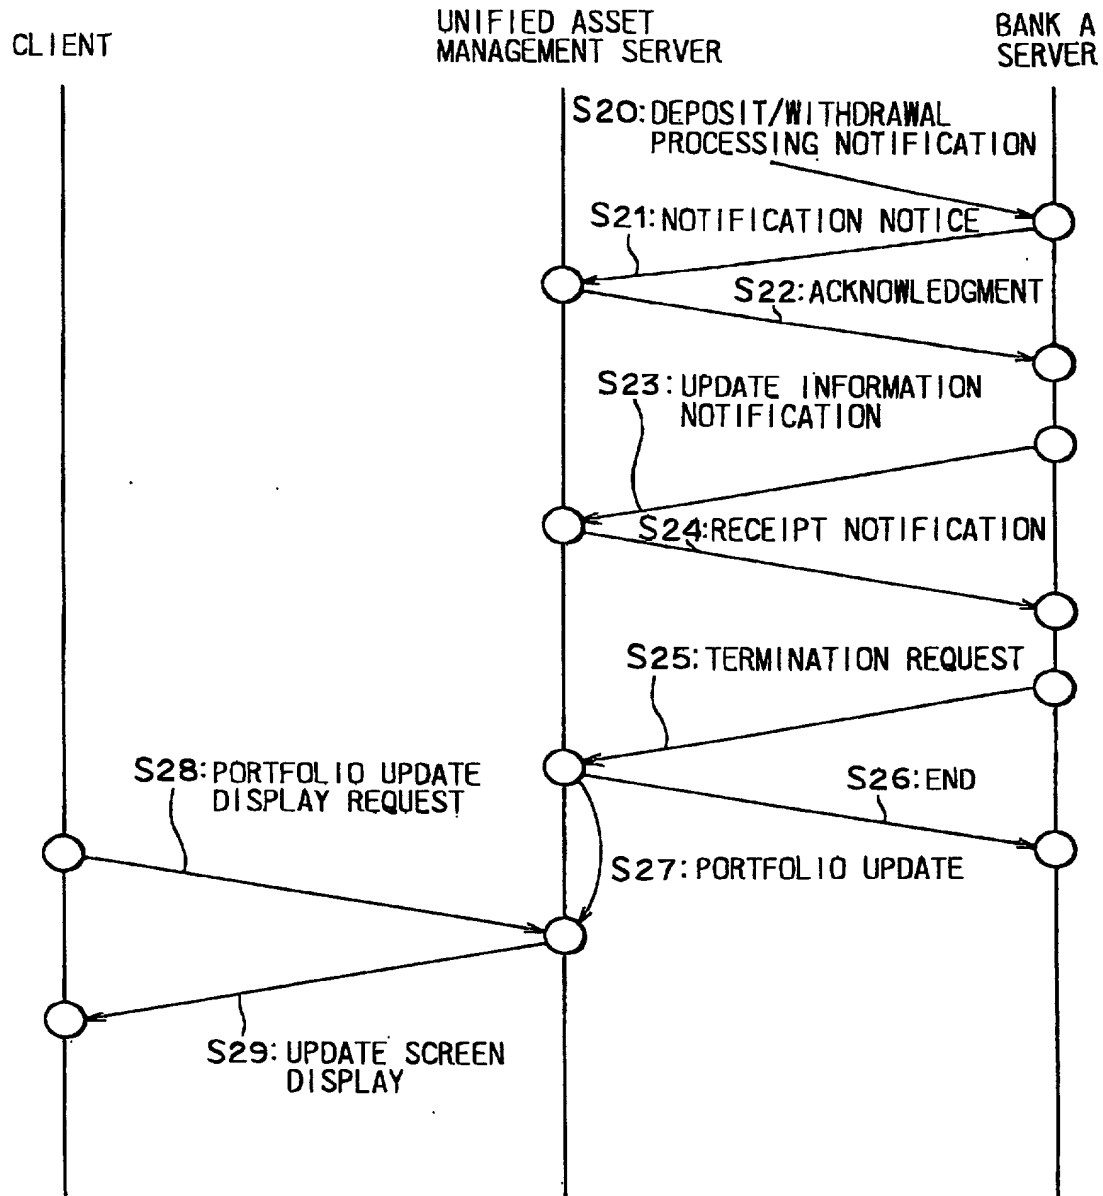 CLIENT
UNIFIED ASSET
MANAGEMENT SERVER
BANK A
SERVER
S20:DEPOSIT/WITHDRAWAL
PROCESSING NOTIFICATION
S21:NOTIFICATION NOTICE
S22:ACKNOWLEDGMENT
S23:UPDATE INFORMATION
NOTIFICATION
S24:RECEIPT NOTIFICATION
S25:TERMINATION REQUEST
S28:PORTFOLIO UPDATE
DISPLAY REQUEST
S26:END
S27:PORTFOLIO UPDATE
S29:UPDATE SCREEN
DISPLAY